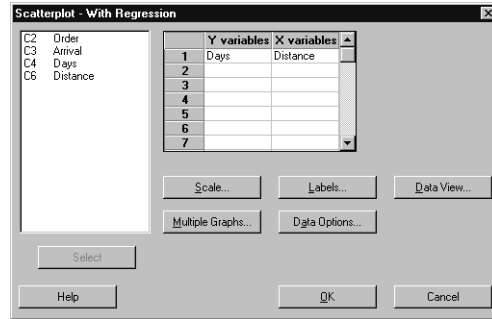 Scatterplot - With Regression
C2 Order
C3 Arrival
C4 Days
C6 Distance
Y variables X variables
1 Days Distance
2
3
4
5
6
7
Scale... Labels... Data View...
Multiple Graphs... Data Options...
Select
Help OK Cancel